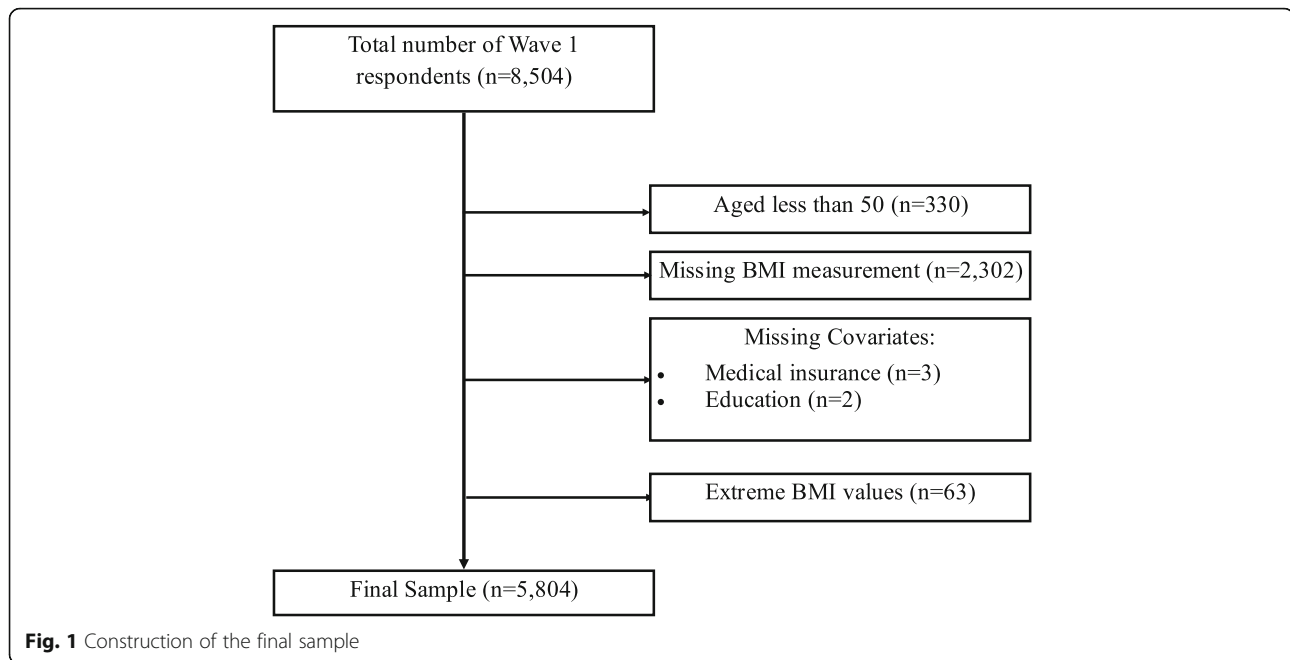 Total number of Wave 1
respondents (n=8,504)
Aged less than 50 (n=330)
Missing BMI measurement (n=2,302)
Missing Covariates:
• Medical insurance (n=3)
• Education (n=2)
Extreme BMI values (n=63)
Final Sample (n=5,804)
Fig. 1 Construction of the final sample